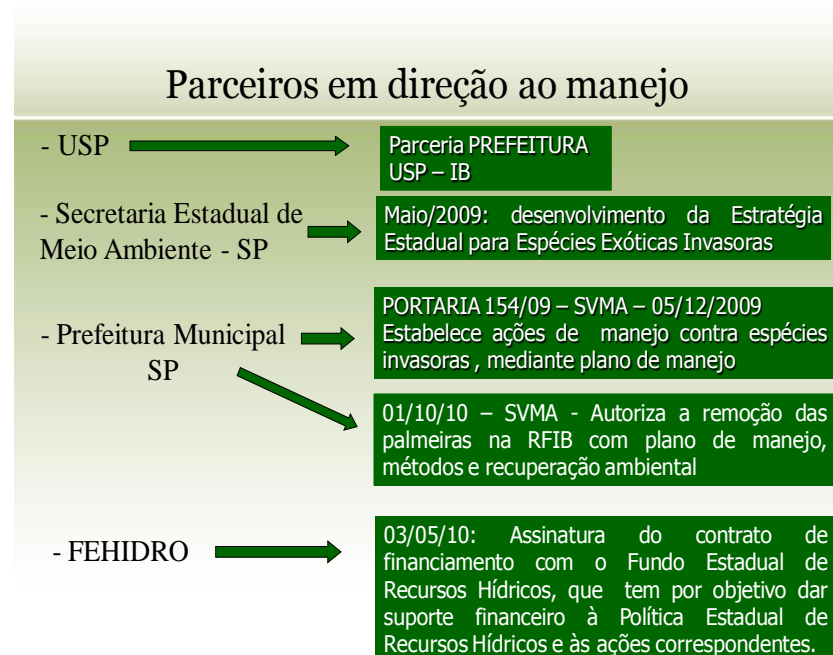 Parceiros em direção ao manejo
- USP
Parceria PREFEITURA
USP – IB
- Secretaria Estadual de
Meio Ambiente - SP
Maio/2009: desenvolvimento da Estratégia
Estadual para Espécies Exóticas Invasoras
- Prefeitura Municipal
SP
PORTARIA 154/09 – SVMA – 05/12/2009
Estabelece ações de manejo contra espécies
invasoras , mediante plano de manejo
01/10/10 – SVMA - Autoriza a remoção das
palmeiras na RFIB com plano de manejo,
métodos e recuperação ambiental
- FEHIDRO
03/05/10: Assinatura do contrato de
financiamento com o Fundo Estadual de
Recursos Hídricos, que tem por objetivo dar
suporte financeiro à Política Estadual de
Recursos Hídricos e às ações correspondentes.